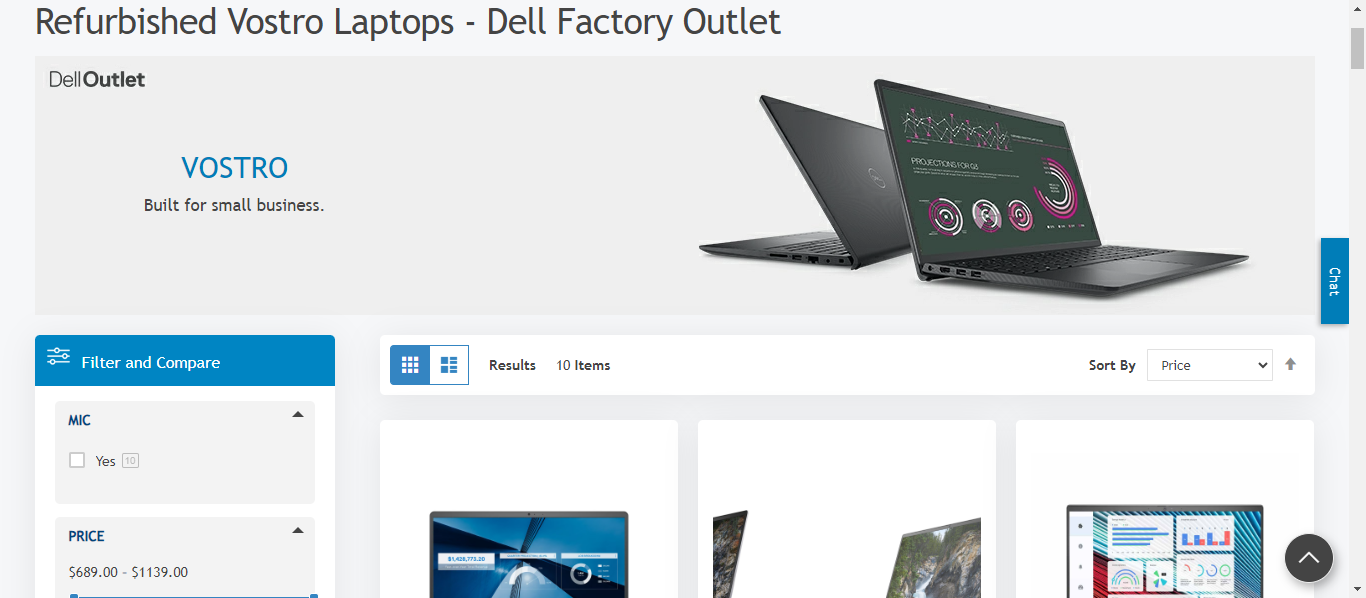 Refurbished Vostro Laptops - Dell Factory Outlet
DellOutlet
VOSTRO
Built for small business.
PROJECTIONS FOR Q3
Chat
Filter and Compare
Results 10 Items
Sort By Price
MIC
Yes 10
PRICE
$689.00 - $1139.00
$1,428,773.20